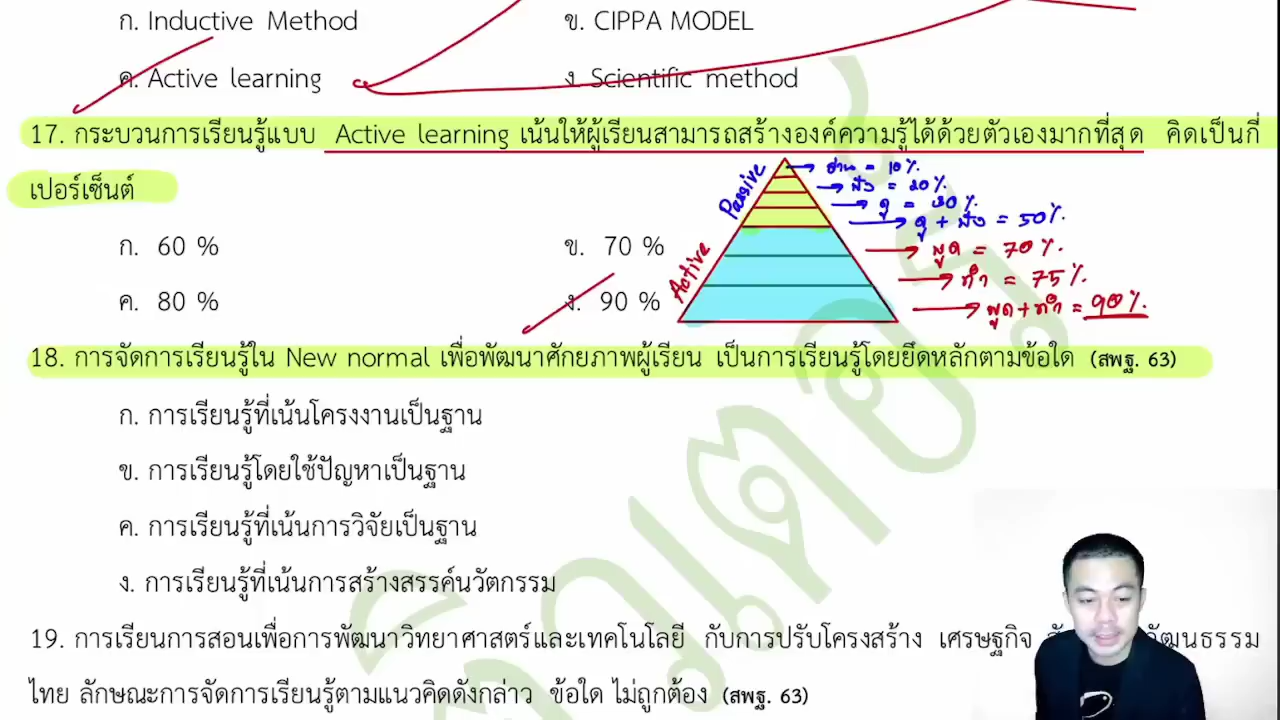 ก. Inductive Method ข. CIPPA MODEL
ค. Active learning ง. Scientific method
17. กระบวนการเรียนรู้แบบ Active learning เน้นให้ผู้เรียนสามารถสร้างองค์ความรู้ได้ด้วยตัวเองมากที่สุด คิดเป็นกี่
เปอร์เซ็นต์
ก. 60 % ข. 70 %
ค. 80 % ง. 90 %
Passive
Active
อ่าน = 10%
ฟัง = 20%
ดู = 30%
ดู + ฟัง = 50%
พูด = 70%
ทำ = 75%
พูด+ทำ = 90%
18. การจัดการเรียนรู้ใน New normal เพื่อพัฒนาศักยภาพผู้เรียน เป็นการเรียนรู้โดยยึดหลักตามข้อใด (สพฐ. 63)
ก. การเรียนรู้ที่เน้นโครงงานเป็นฐาน
ข. การเรียนรู้โดยใช้ปัญหาเป็นฐาน
ค. การเรียนรู้ที่เน้นการวิจัยเป็นฐาน
ง. การเรียนรู้ที่เน้นการสร้างสรรค์นวัตกรรม
19. การเรียนการสอนเพื่อการพัฒนาวิทยาศาสตร์และเทคโนโลยี กับการปรับโครงสร้าง เศรษฐกิจ วัฒนธรรม
ไทย ลักษณะการจัดการเรียนรู้ตามแนวคิดดังกล่าว ข้อใด ไม่ถูกต้อง (สพฐ. 63)